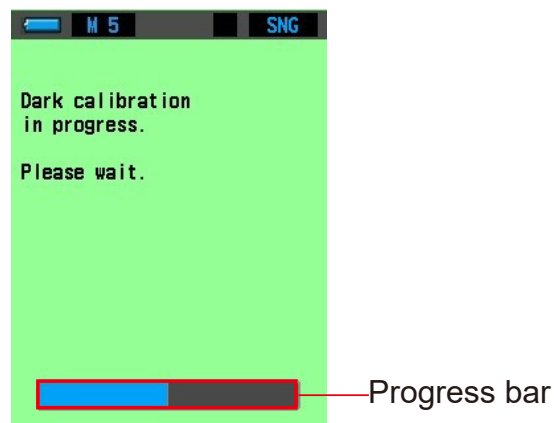 M 5 SNG
Dark calibration
in progress.
Please wait.
Progress bar